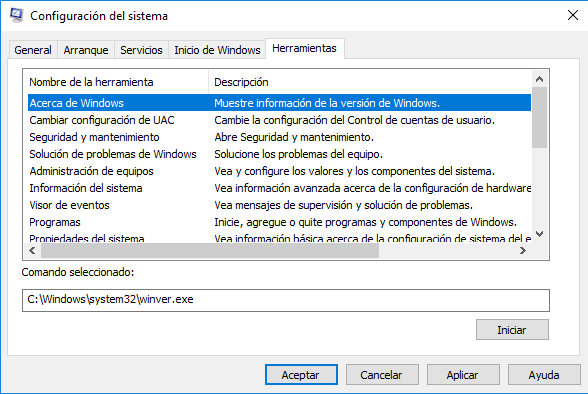 Configuración del sistema
General Arranque Servicios Inicio de Windows Herramientas
Nombre de la herramienta Descripción
Acerca de Windows Muestre información de la versión de Windows.
Cambiar configuración de UAC Cambie la configuración del Control de cuentas de usuario.
Seguridad y mantenimiento Abre Seguridad y mantenimiento.
Solución de problemas de Windows Solucione los problemas del equipo.
Administración de equipos Vea y configure los valores y los componentes del sistema.
Información del sistema Vea información avanzada acerca de la configuración de hardware
Visor de eventos Vea mensajes de supervisión y solución de problemas.
Programas Inicie, agregue o quite programas y componentes de Windows.
Propiedades del sistema Vea información básica acerca de la configuración de sistema del e
Comando seleccionado:
C:\Windows\system32\winver.exe
Iniciar
Aceptar Cancelar Aplicar Ayuda